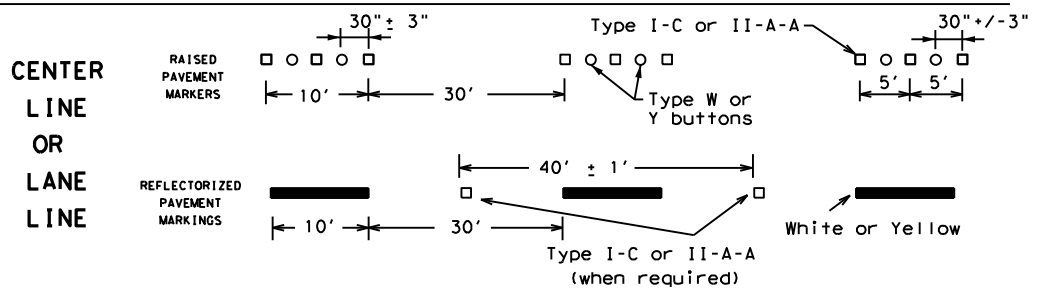 CENTER
LINE
OR
LANE
LINE
RAISED
PAVEMENT
MARKERS
30" ± 3"
Type I-C or II-A-A
30"+/-3"
10'
30'
Type W or
Y buttons
5'
5'
REFLECTORIZED
PAVEMENT
MARKINGS
40' ± 1'
10'
30'
Type I-C or II-A-A
(when required)
White or Yellow